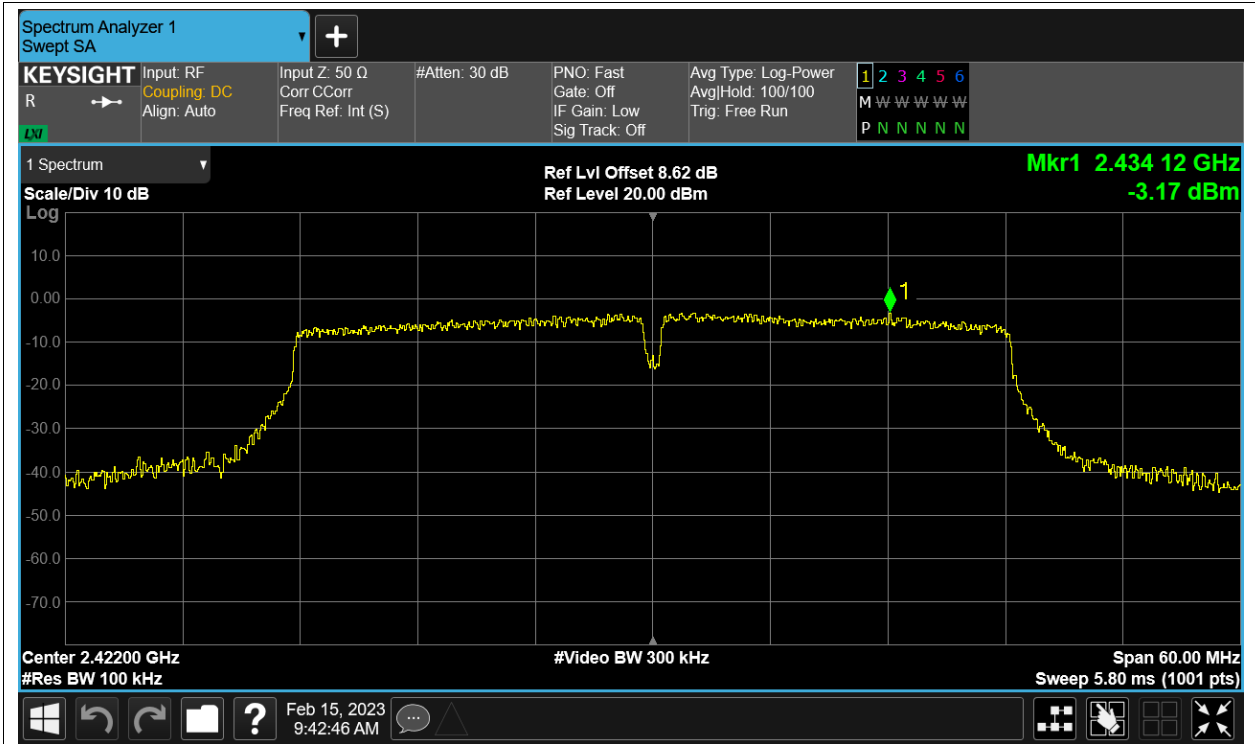 Spectrum Analyzer 1
Swept SA
+
KEYSIGHT
R
LXI
Input: RF
Coupling: DC
Align: Auto
Input Z: 50 Ω
Corr CCorr
Freq Ref: Int (S)
#Atten: 30 dB
PNO: Fast
Gate: Off
IF Gain: Low
Sig Track: Off
Avg Type: Log-Power
Avg|Hold: 100/100
Trig: Free Run
1 2 3 4 5 6
M W W W W W
P N N N N N
1 Spectrum
Scale/Div 10 dB
Log
Ref Lvl Offset 8.62 dB
Ref Level 20.00 dBm
Mkr1 2.434 12 GHz
-3.17 dBm
10.0
0.00
-10.0
-20.0
-30.0
-40.0
-50.0
-60.0
-70.0
1
Center 2.42200 GHz
#Res BW 100 kHz
#Video BW 300 kHz
Span 60.00 MHz
Sweep 5.80 ms (1001 pts)
?
Feb 15, 2023
9:42:46 AM